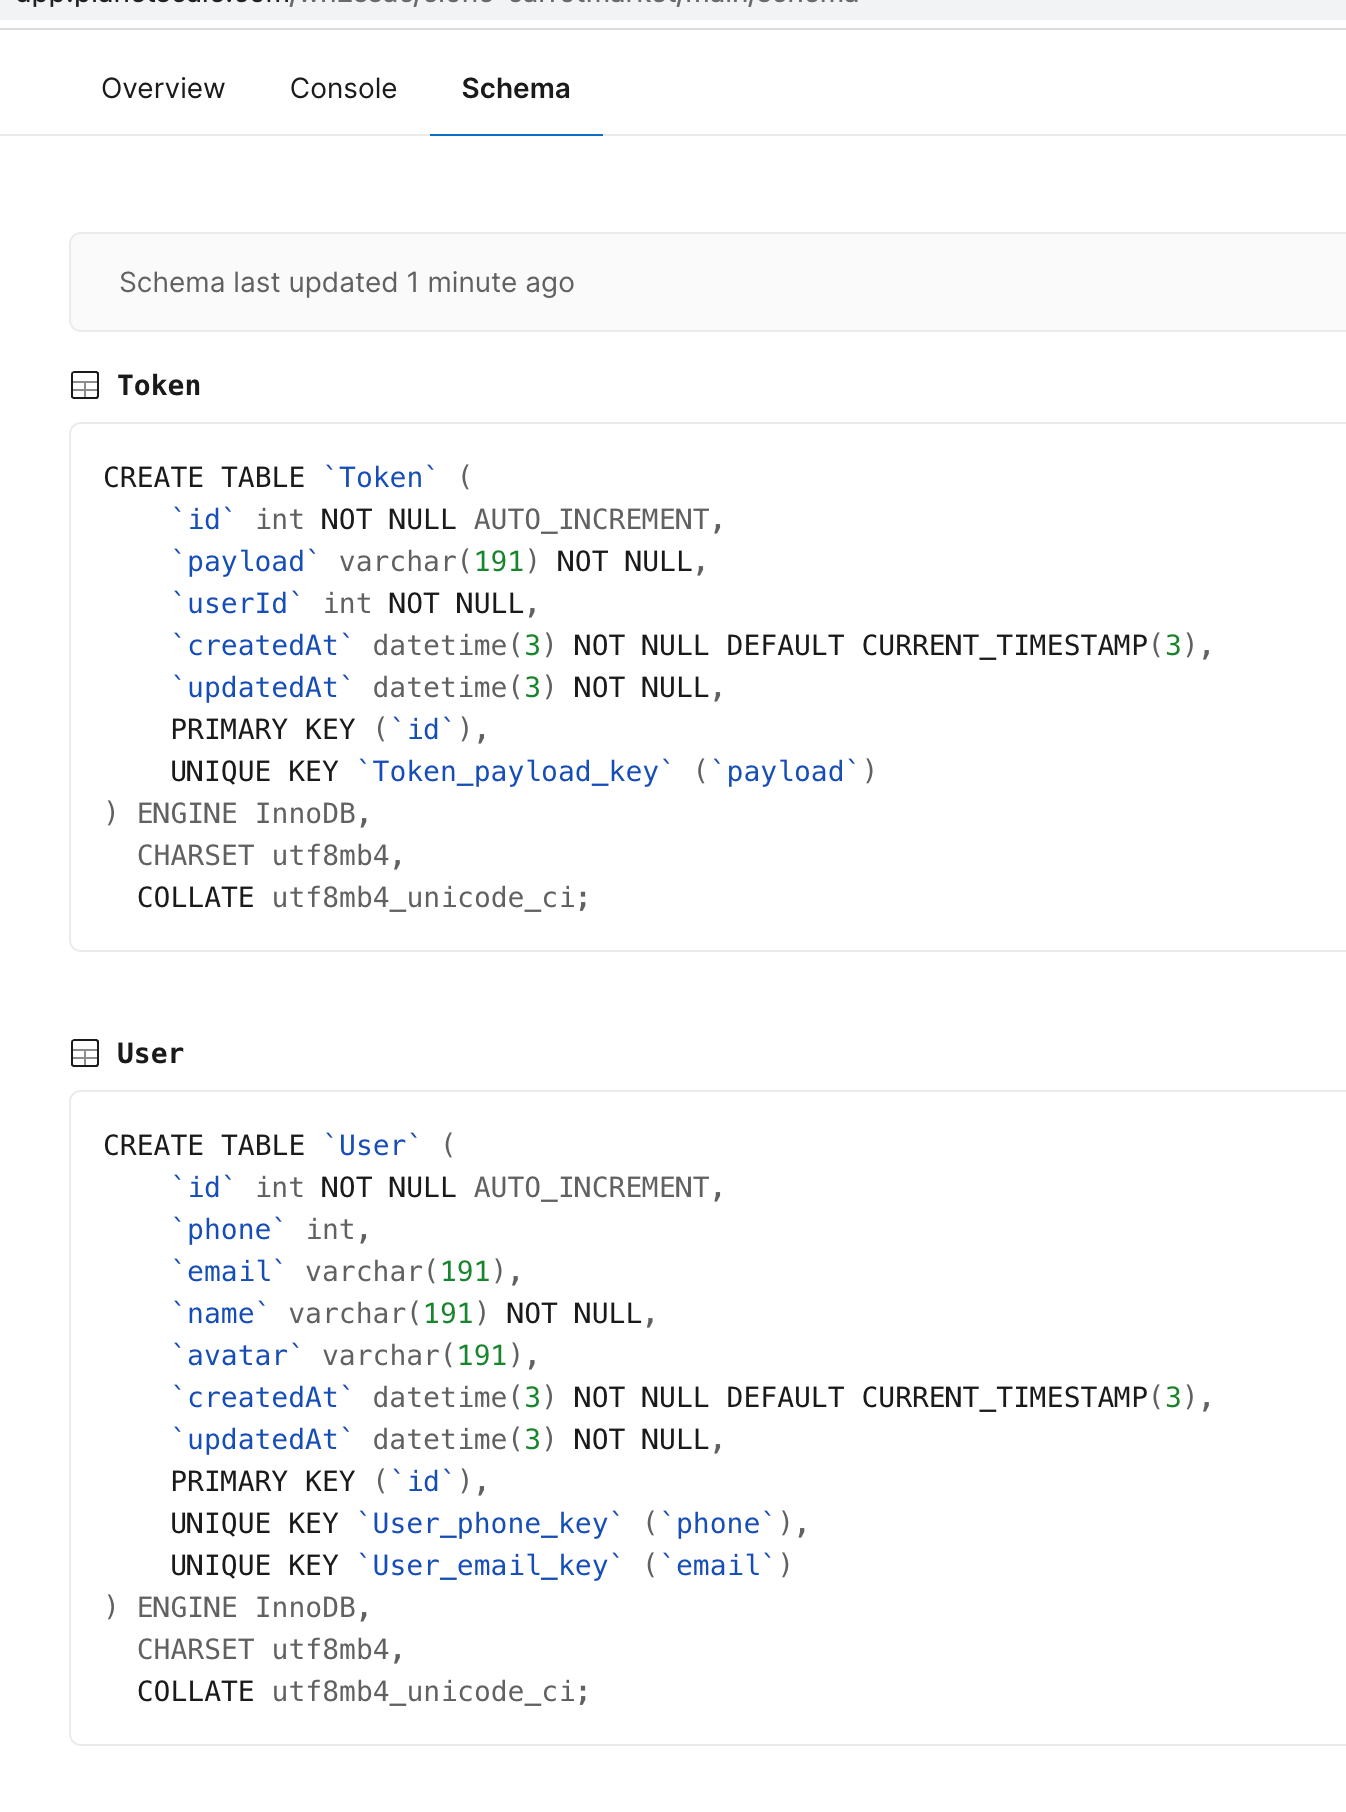 Overview Console Schema
Schema last updated 1 minute ago
Token
CREATE TABLE `Token` (
`id` int NOT NULL AUTO_INCREMENT,
`payload` varchar(191) NOT NULL,
`userId` int NOT NULL,
`createdAt` datetime(3) NOT NULL DEFAULT CURRENT_TIMESTAMP(3),
`updatedAt` datetime(3) NOT NULL,
PRIMARY KEY (`id`),
UNIQUE KEY `Token_payload_key` (`payload`)
) ENGINE InnoDB,
CHARSET utf8mb4,
COLLATE utf8mb4_unicode_ci;
User
CREATE TABLE `User` (
`id` int NOT NULL AUTO_INCREMENT,
`phone` int,
`email` varchar(191),
`name` varchar(191) NOT NULL,
`avatar` varchar(191),
`createdAt` datetime(3) NOT NULL DEFAULT CURRENT_TIMESTAMP(3),
`updatedAt` datetime(3) NOT NULL,
PRIMARY KEY (`id`),
UNIQUE KEY `User_phone_key` (`phone`),
UNIQUE KEY `User_email_key` (`email`)
) ENGINE InnoDB,
CHARSET utf8mb4,
COLLATE utf8mb4_unicode_ci;